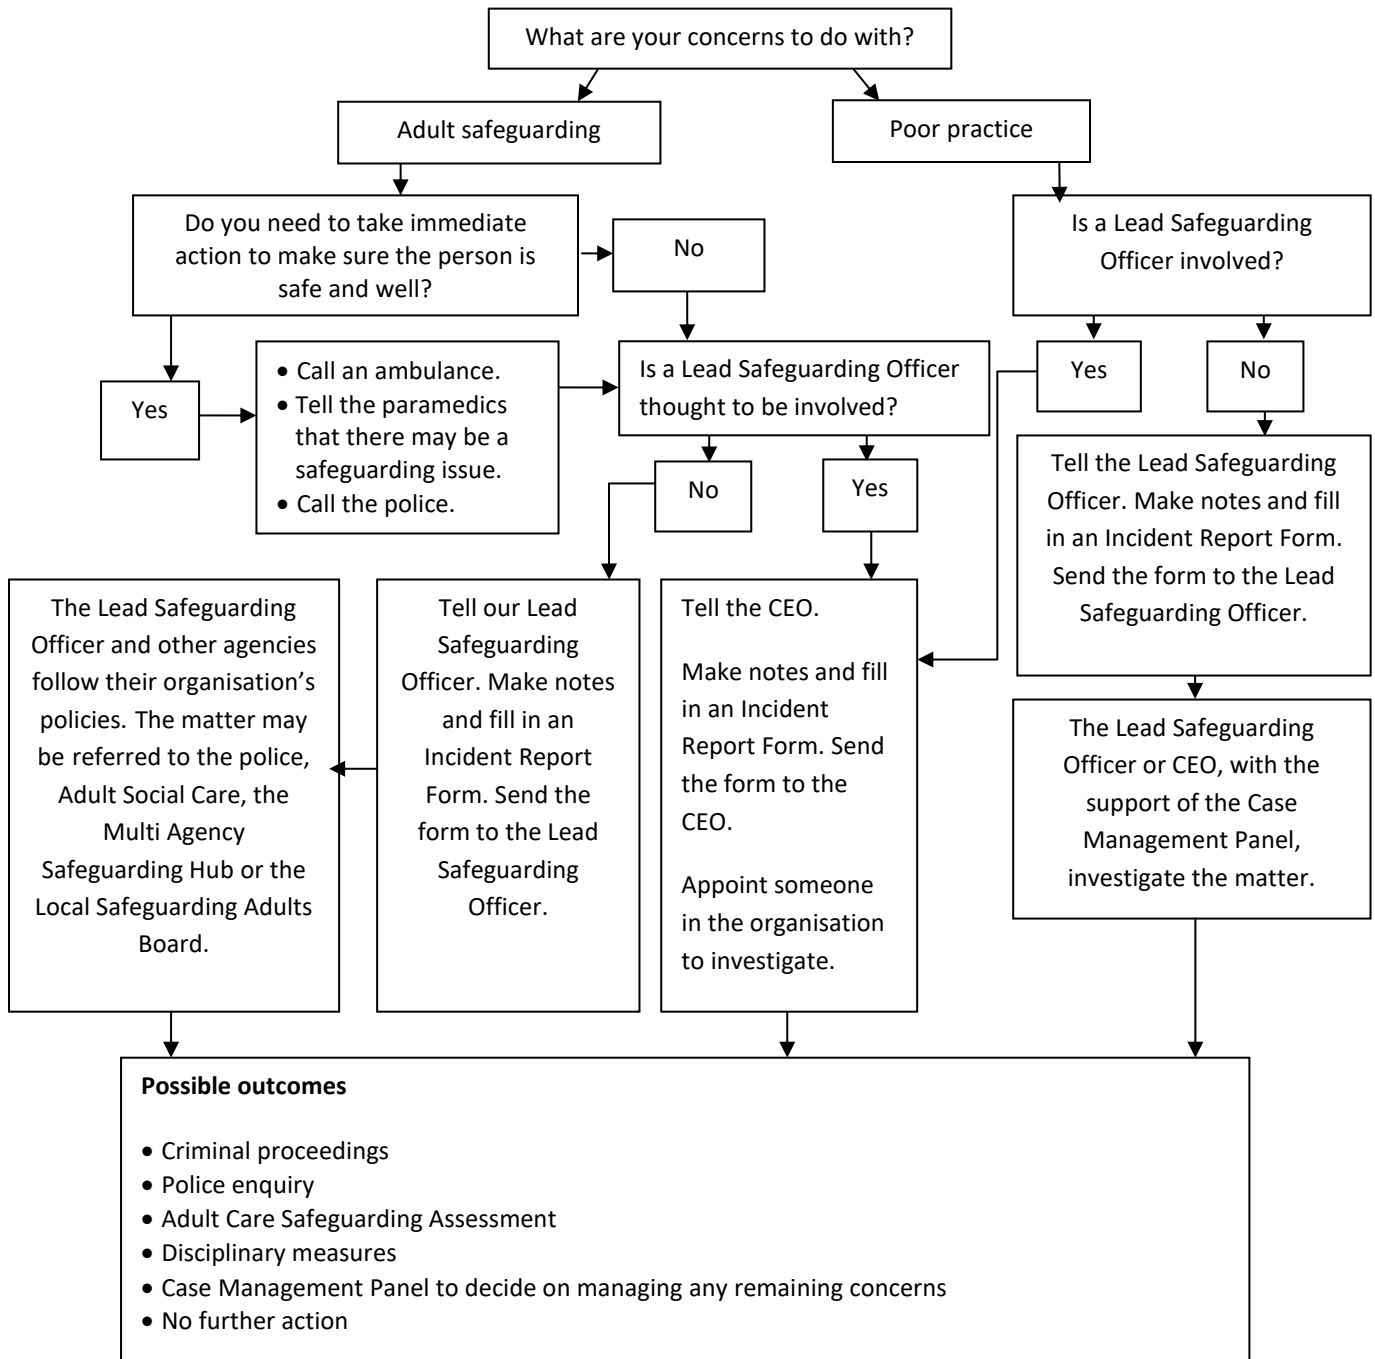 What are your concerns to do with?
Adult safeguarding
Poor practice
Do you need to take immediate
action to make sure the person is
safe and well?
No
Is a Lead Safeguarding
Officer involved?
Yes
• Call an ambulance.
• Tell the paramedics
that there may be a
safeguarding issue.
• Call the police.
Is a Lead Safeguarding Officer
thought to be involved?
Yes
No
No
Yes
Tell the Lead Safeguarding
Officer. Make notes and fill
in an Incident Report Form.
Send the form to the Lead
Safeguarding Officer.
The Lead Safeguarding
Officer and other agencies
follow their organisation’s
policies. The matter may
be referred to the police,
Adult Social Care, the
Multi Agency
Safeguarding Hub or the
Local Safeguarding Adults
Board.
Tell our Lead
Safeguarding
Officer. Make notes
and fill in an
Incident Report
Form. Send the
form to the Lead
Safeguarding
Officer.
Tell the CEO.
Make notes and fill
in an Incident
Report Form. Send
the form to the
CEO.
Appoint someone
in the organisation
to investigate.
The Lead Safeguarding
Officer or CEO, with the
support of the Case
Management Panel,
investigate the matter.
Possible outcomes
• Criminal proceedings
• Police enquiry
• Adult Care Safeguarding Assessment
• Disciplinary measures
• Case Management Panel to decide on managing any remaining concerns
• No further action